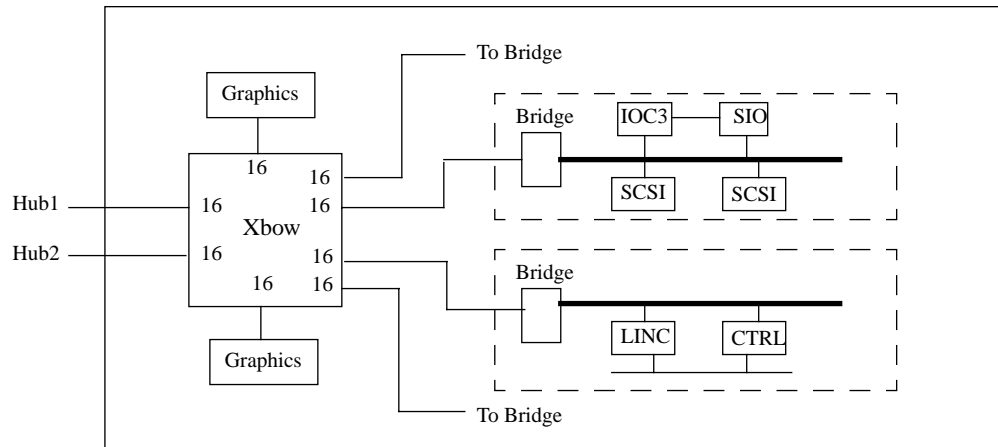 To Bridge
Graphics
Bridge
IOC3
SIO
16
16
Hub1
16
16
SCSI
SCSI
Xbow
Hub2
16
16
Bridge
16
16
LINC
CTRL
Graphics
To Bridge